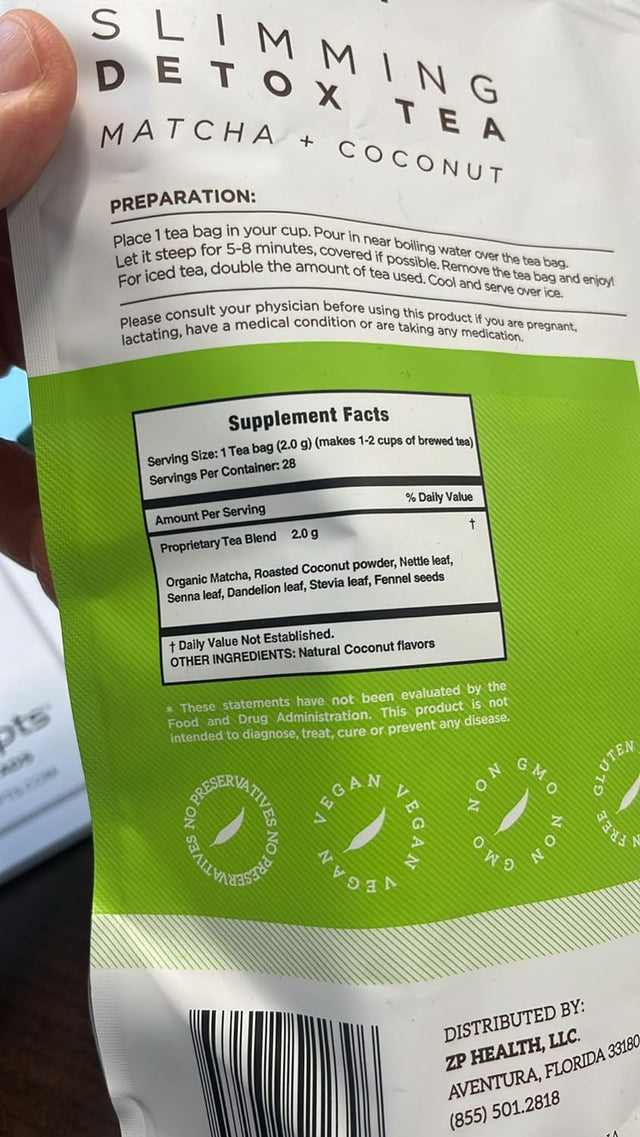 SLIMMING
DETOX TEA
MATCHA + COCONUT
PREPARATION:
Place 1 tea bag in your cup. Pour in near boiling water over the tea bag.
Let it steep for 5-8 minutes, covered if possible. Remove the tea bag and enjoy!
For iced tea, double the amount of tea used. Cool and serve over ice.
Please consult your physician before using this product if you are pregnant,
lactating, have a medical condition or are taking any medication.
Supplement Facts
Serving Size: 1 Tea bag (2.0 g) (makes 1-2 cups of brewed tea)
Servings Per Container: 28
Amount Per Serving % Daily Value
Proprietary Tea Blend 2.0 g †
Organic Matcha, Roasted Coconut powder, Nettle leaf,
Senna leaf, Dandelion leaf, Stevia leaf, Fennel seeds
† Daily Value Not Established.
OTHER INGREDIENTS: Natural Coconut flavors
* These statements have not been evaluated by the
Food and Drug Administration. This product is not
intended to diagnose, treat, cure or prevent any disease.
NO PRESERVATIVES NO PRESERVATIVES
VEGAN VEGAN VEGAN
NON GMO NON GMO
GLUTEN FREE
DISTRIBUTED BY:
ZP HEALTH, LLC.
AVENTURA, FLORIDA 33180
(855) 501.2818